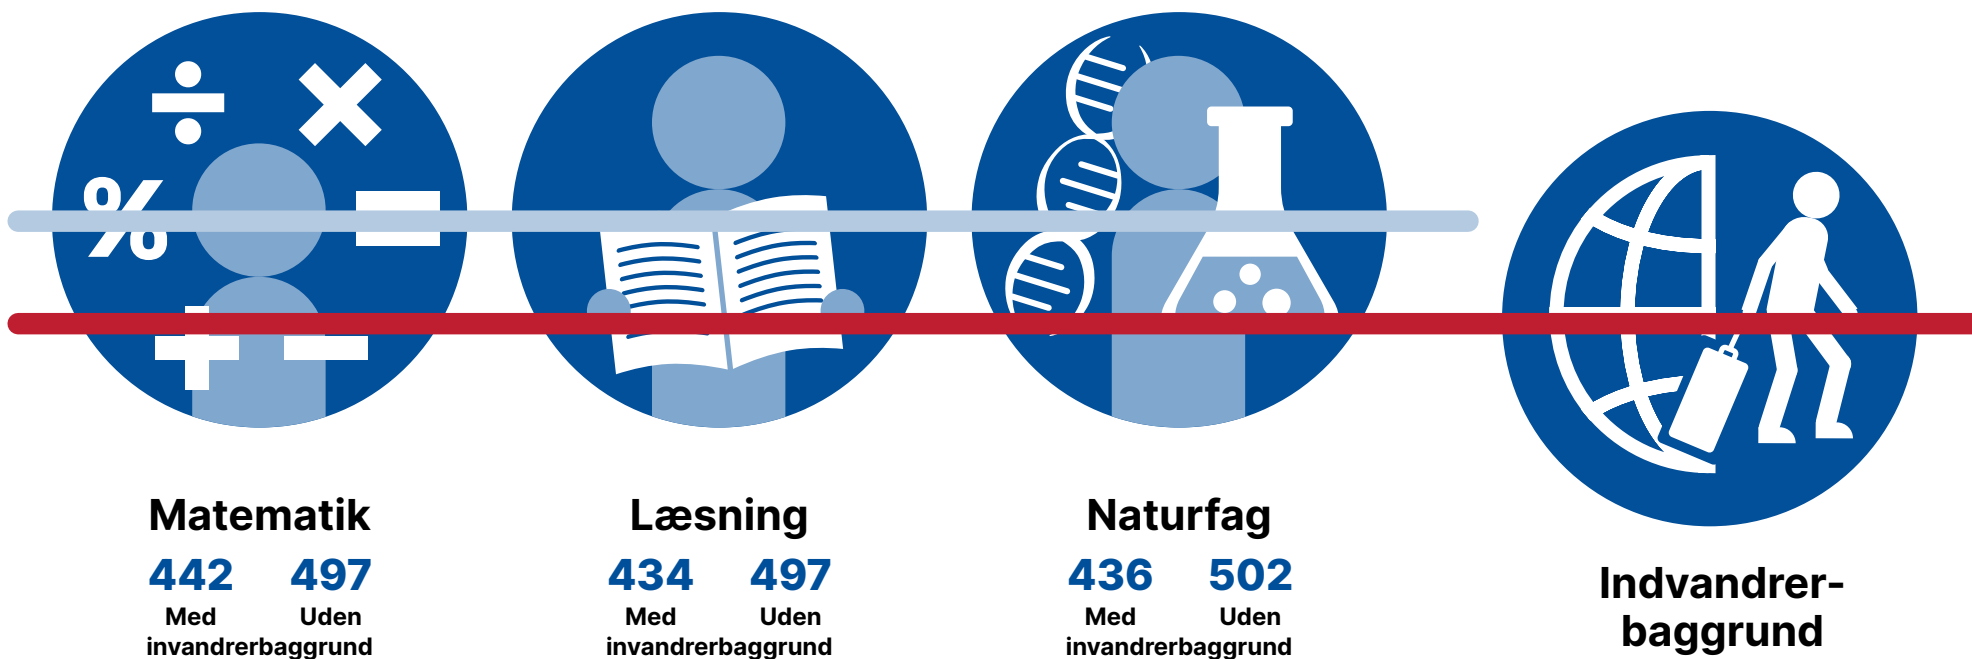 Matematik
442 497
Med Uden
invandrerbaggrund
Læsning
434 497
Med Uden
invandrerbaggrund
Naturfag
436 502
Med Uden
invandrerbaggrund
Indvandrer-
baggrund